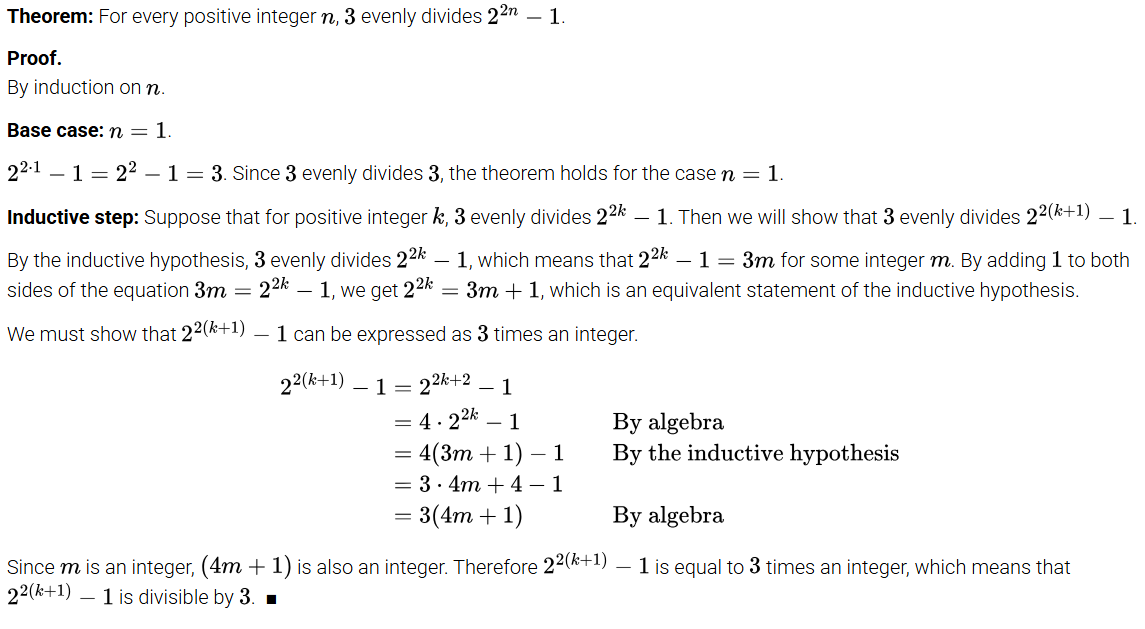 Theorem: For every positive integer n, 3 evenly divides 2^{2n} − 1.
Proof.
By induction on n.
Base case: n = 1.
2^{2·1} − 1 = 2^2 − 1 = 3. Since 3 evenly divides 3, the theorem holds for the case n = 1.
Inductive step: Suppose that for positive integer k, 3 evenly divides 2^{2k} − 1. Then we will show that 3 evenly divides 2^{2(k+1)} − 1.
By the inductive hypothesis, 3 evenly divides 2^{2k} − 1, which means that 2^{2k} − 1 = 3m for some integer m. By adding 1 to both
sides of the equation 3m = 2^{2k} − 1, we get 2^{2k} = 3m + 1, which is an equivalent statement of the inductive hypothesis.
We must show that 2^{2(k+1)} − 1 can be expressed as 3 times an integer.
2^{2(k+1)} − 1 = 2^{2k+2} − 1
= 4 · 2^{2k} − 1 By algebra
= 4(3m + 1) − 1 By the inductive hypothesis
= 3 · 4m + 4 − 1
= 3(4m + 1) By algebra
Since m is an integer, (4m + 1) is also an integer. Therefore 2^{2(k+1)} − 1 is equal to 3 times an integer, which means that
2^{2(k+1)} − 1 is divisible by 3. ■